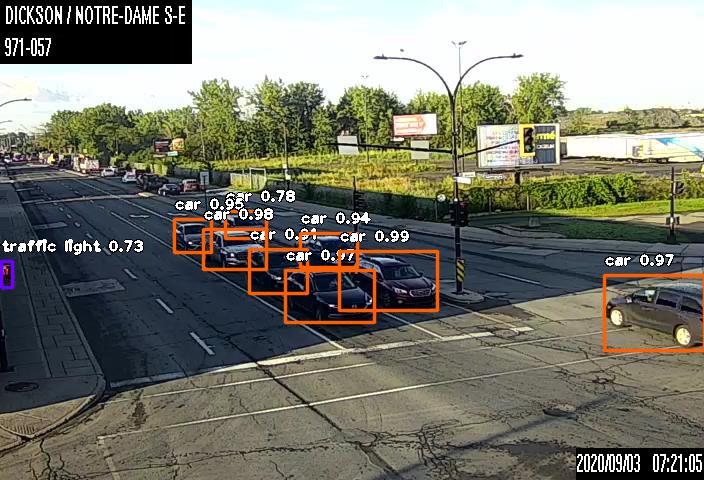 DICKSON / NOTRE-DAME S-E
971-057
car 0.78
car 0.95
car 0.98
car 0.94
car 0.91
car 0.99
traffic light 0.73
car 0.97
car 0.97
2020/09/03 07:21:05